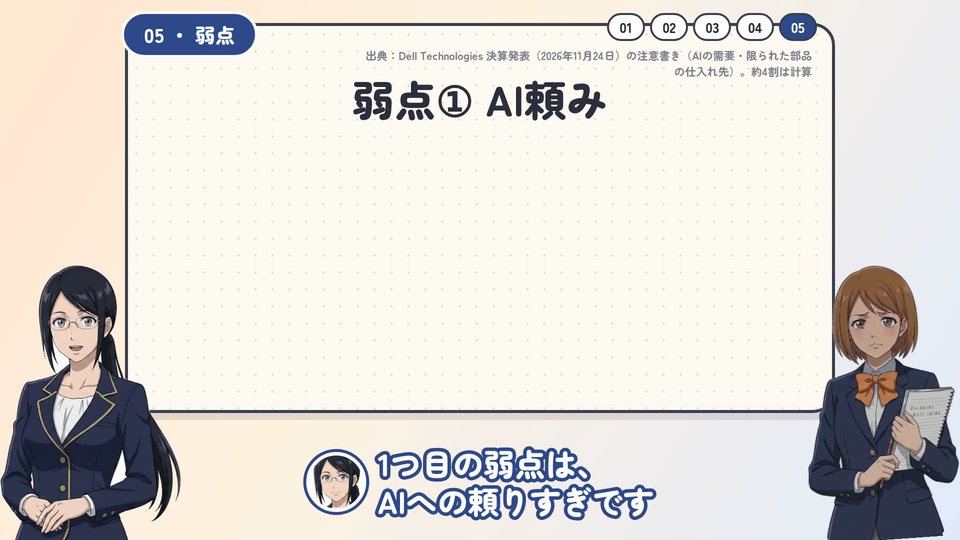 05 ・ 弱点
01 02 03 04 05
出典：Dell Technologies 決算発表（2026年11月24日）の注意書き（AIの需要・限られた部品
の仕入れ先）。約4割は計算
弱点① AI頼み
1つ目の弱点は、
AIへの頼りすぎです